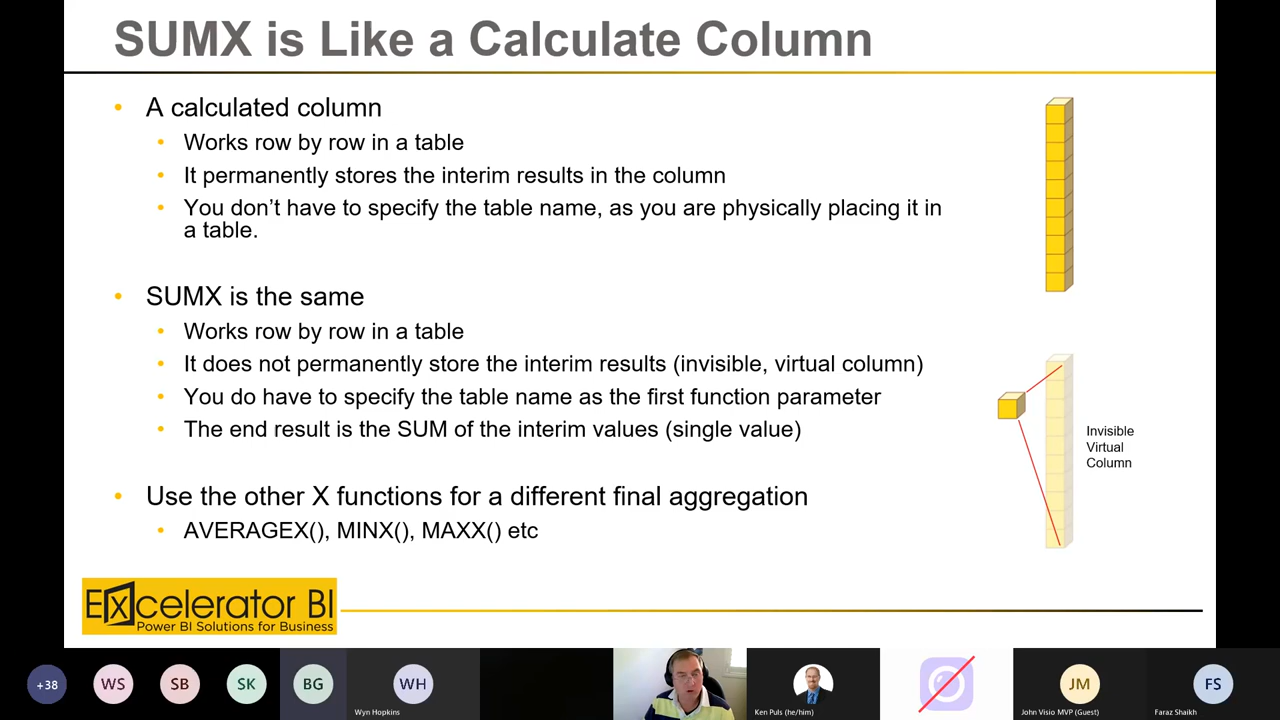 SUMX is Like a Calculate Column
• A calculated column
• Works row by row in a table
• It permanently stores the interim results in the column
• You don’t have to specify the table name, as you are physically placing it in
a table.
• SUMX is the same
• Works row by row in a table
• It does not permanently store the interim results (invisible, virtual column)
• You do have to specify the table name as the first function parameter
• The end result is the SUM of the interim values (single value)
Invisible
Virtual
Column
• Use the other X functions for a different final aggregation
• AVERAGEX(), MINX(), MAXX() etc
Excelerator BI
Power BI Solutions for Business
+38
WS
SB
SK
BG
WH
Wyn Hopkins
Ken Puls (he/him)
JM
John Visio MVP (Guest)
FS
Faraz Shaikh